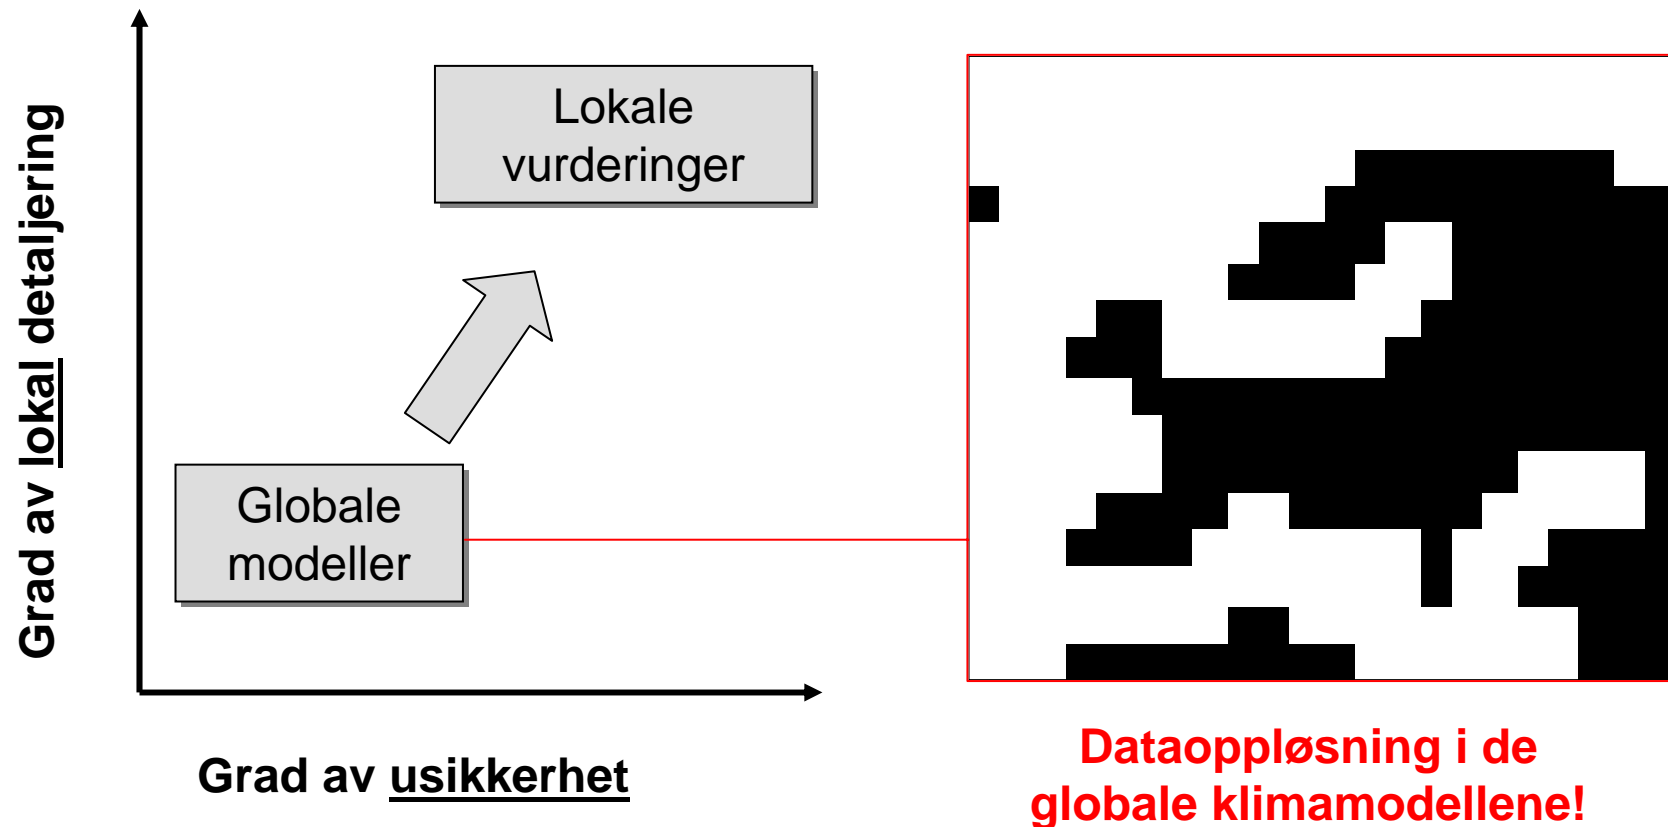 Grad av lokal detaljering
Lokale
vurderinger
Globale
modeller
Grad av usikkerhet
Dataoppløsning i de
globale klimamodellene!